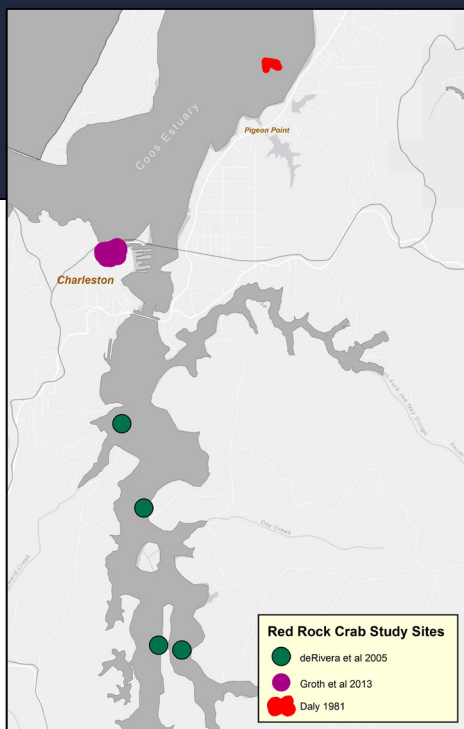 Coos Estuary
Pigeon Point
Charleston
Day Creek
Red Rock Crab Study Sites
deRivera et al 2005
Groth et al 2013
Daly 1981